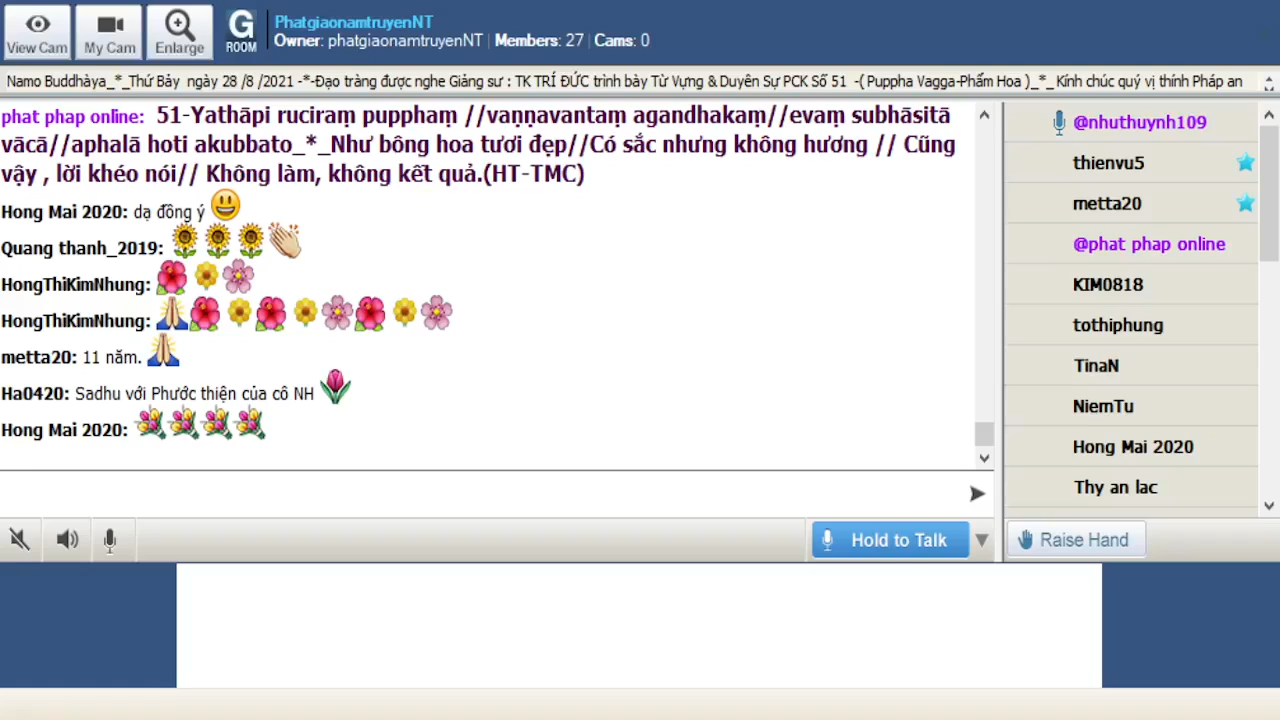 View Cam
My Cam
Enlarge
G
ROOM
PhatgiaonamtruyenNT
Owner: phatgiaonamtruyenNT | Members: 27 | Cams: 0
Namo Buddhàya_*_Thứ Bảy ngày 28 /8 /2021 -*-Đạo tràng được nghe Giảng sư : TK TRÍ ĐỨC trình bày Từ Vựng & Duyên Sự PCK Số 51 -( Puppha Vagga-Phẩm Hoa )_*_ Kính chúc quý vị thính Pháp an
phat phap online: 51-Yathāpi ruciraṃ pupphaṃ //vaṇṇavantaṃ agandhakaṃ//evaṃ subhāsitā
vācā//aphalā hoti akubbato_*_Như bông hoa tươi đẹp//Có sắc nhưng không hương // Cũng
vậy , lời khéo nói// Không làm, không kết quả.(HT-TMC)
Hong Mai 2020: dạ đồng ý
Quang thanh_2019:
HongThiKimNhung:
HongThiKimNhung:
metta20: 11 năm.
Ha0420: Sadhu với Phước thiện của cô NH
Hong Mai 2020:
@nhuthuynh109
thienvu5
metta20
@phat phap online
KIM0818
tothiphung
TinaN
NiemTu
Hong Mai 2020
Thy an lac
Hold to Talk
Raise Hand